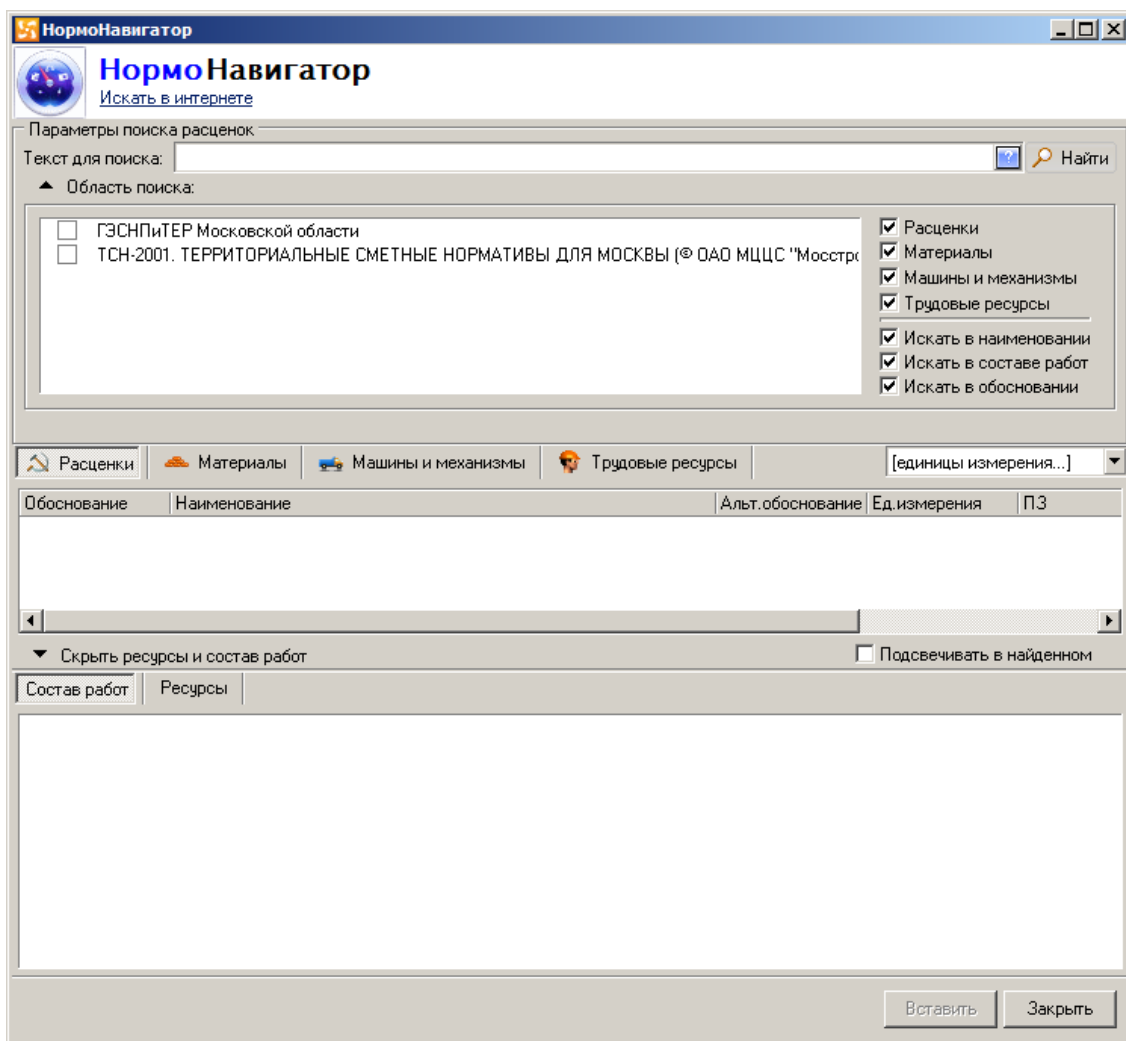 НормоНавигатор
НормоНавигатор
Искать в интернете
Параметры поиска расценок
Текст для поиска:
? Найти
Область поиска:
ГЭСНПиТЕР Московской области
ТСН-2001. ТЕРРИТОРИАЛЬНЫЕ СМЕТНЫЕ НОРМАТИВЫ ДЛЯ МОСКВЫ (© ОАО МЦЦС "Мосстро
Расценки
Материалы
Машины и механизмы
Трудовые ресурсы
Искать в наименовании
Искать в составе работ
Искать в обосновании
Расценки Материалы Машины и механизмы Трудовые ресурсы [единицы измерения...]
Обоснование Наименование Альт.обоснование Ед.измерения ПЗ
Скрыть ресурсы и состав работ Подсвечивать в найденном
Состав работ Ресурсы
Вставить Закрыть